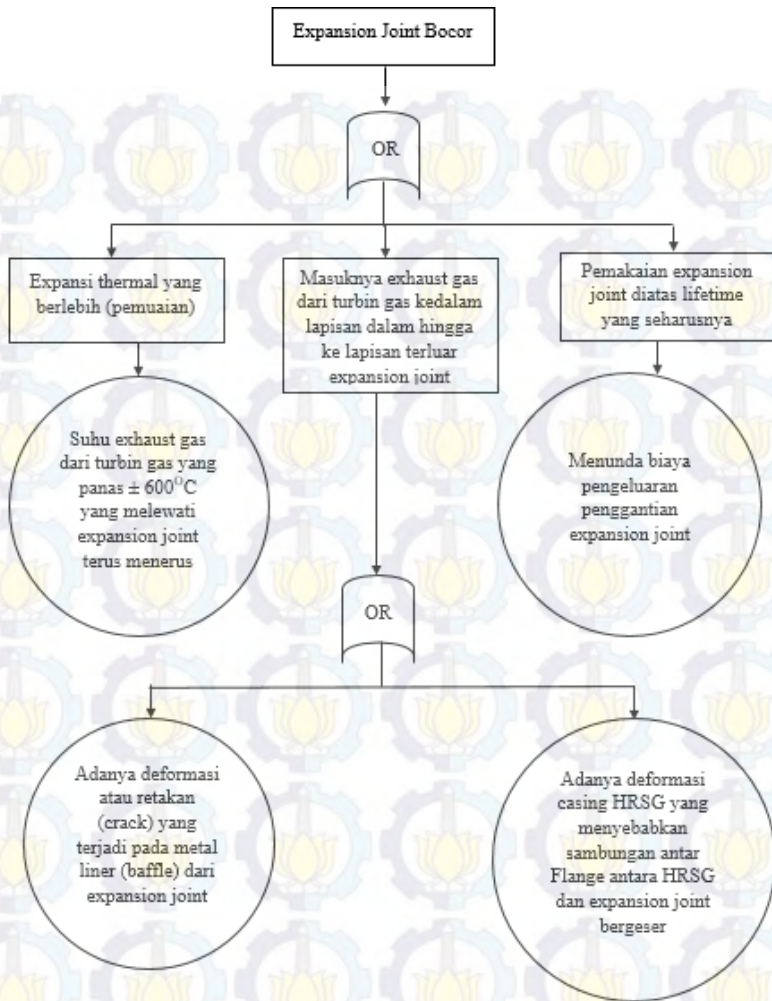 Expansion Joint Bocor
OR
Expansi thermal yang
berlebih (pemuaian)
Masuknya exhaust gas
dari turbin gas kedalam
lapisan dalam hingga
ke lapisan terluar
expansion joint
Pemakaian expansion
joint diatas lifetime
yang seharusnya
Suhu exhaust gas
dari turbin gas yang
panas ± 600°C
yang melewati
expansion joint
terus menerus
Menunda biaya
pengeluaran
penggantian
expansion joint
OR
Adanya deformasi
atau retakan
(crack) yang
terjadi pada metal
liner (baffle) dari
expansion joint
Adanya deformasi
casing HRSG yang
menyebabkan
sambungan antar
Flange antara HRSG
dan expansion joint
bergeser